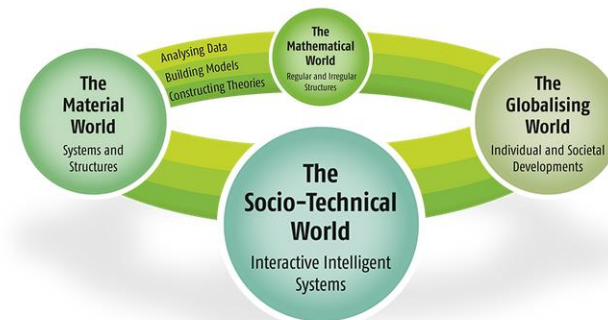 The
Mathematical
World
Regular and Irregular
Structures
Analysing Data
Building Models
Constructing Theories
The
Material
World
Systems and
Structures
The
Globalising
World
Individual and Societal
Developments
The
Socio-Technical
World
Interactive Intelligent
Systems